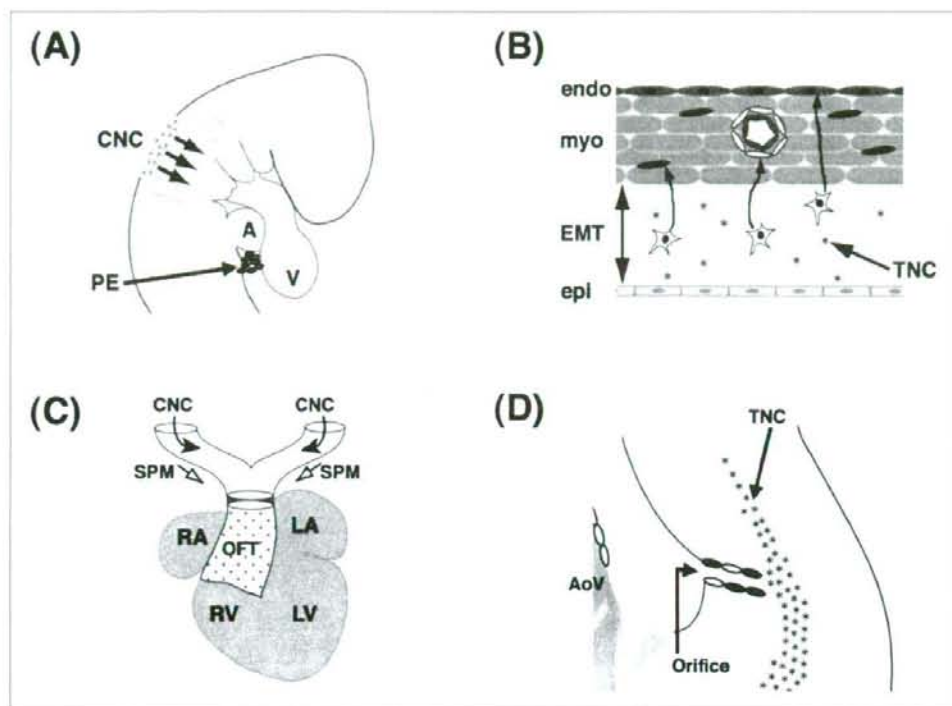 (A)
CNC
A
PE
V
(B)
endo
myo
EMT
TNC
epi
(C)
CNC CNC
SPM SPM
RA OFT LA
RV LV
(D)
TNC
AoV
Orifice